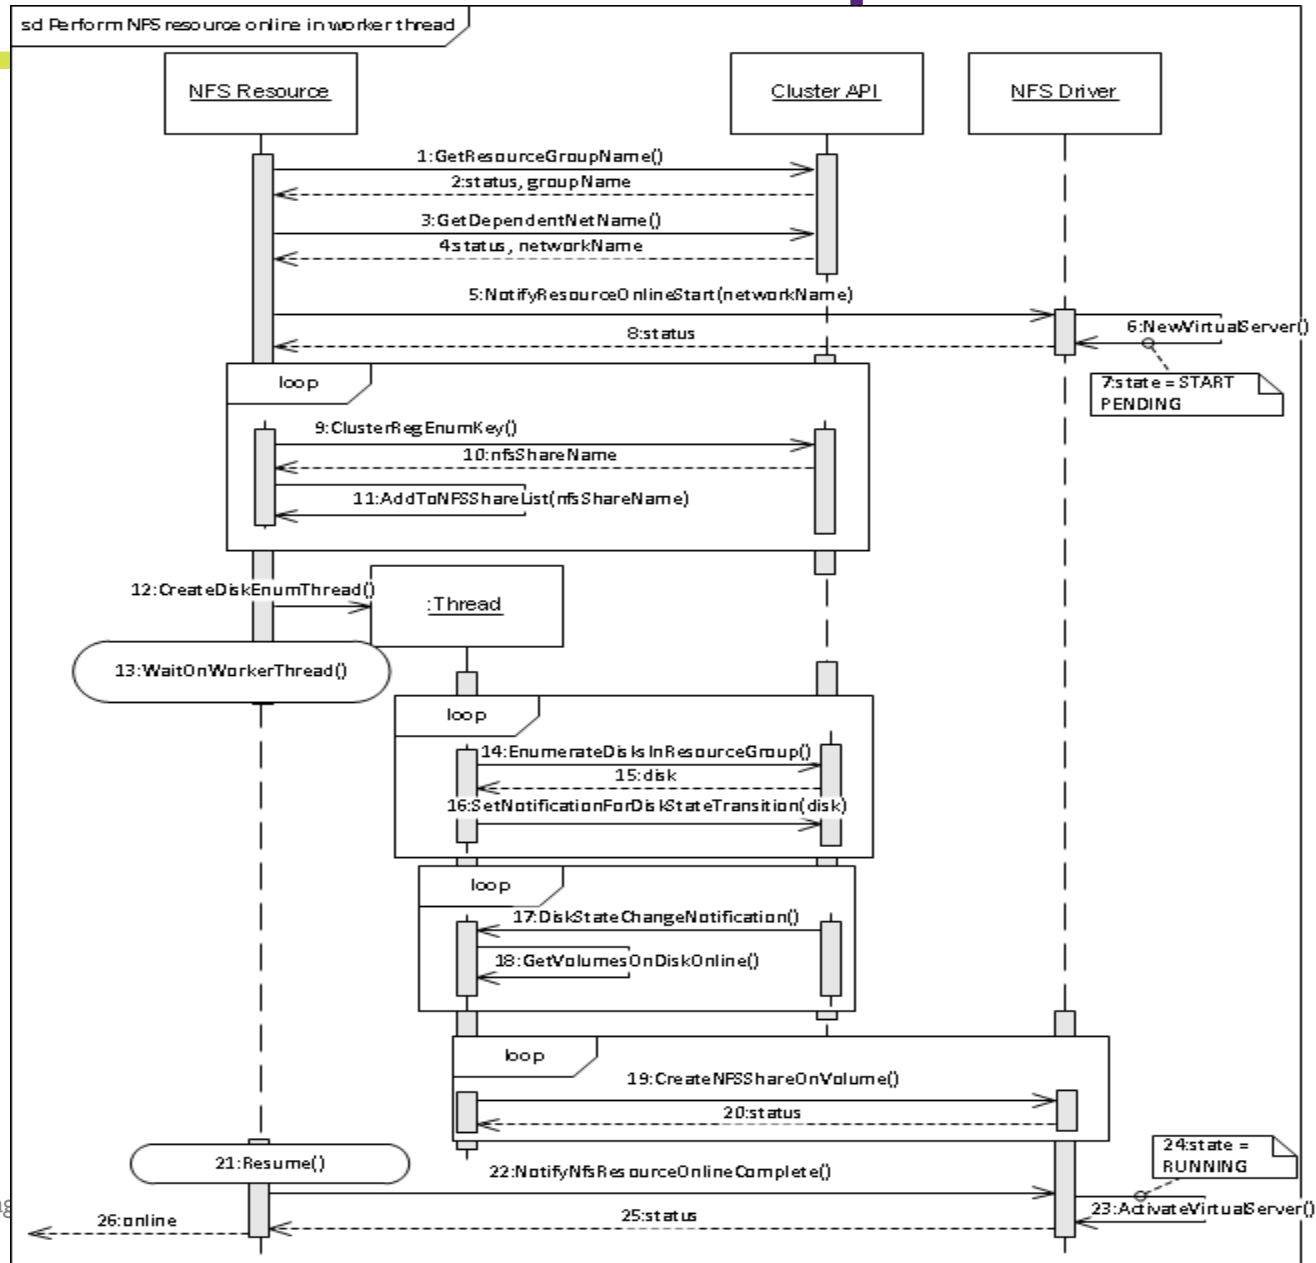 sd Perform NFS resource online in worker thread
NFS Resource
Cluster API
NFS Driver
1:GetResourceGroupName()
2:status, groupName
3:GetDependentNetName()
4:status, networkName
5:NotifyResourceOnlineStart(networkName)
6:NewVirtualServer()
8:status
7:state = START
PENDING
loop
9:ClusterRegEnumKey()
10:nfsShareName
11:AddToNFSShareList(nfsShareName)
12:CreateDiskEnumThread()
:Thread
13:WaitOnWorkerThread()
loop
14:EnumerateDisksInResourceGroup()
15:disk
16:SetNotificationForDiskStateTransition(disk)
loop
17:DiskStateChangeNotification()
18:GetVolumesOnDiskOnline()
loop
19:CreateNFSShareOnVolume()
20:status
21:Resume()
22:NotifyNfsResourceOnlineComplete()
24:state =
RUNNING
23:ActivateVirtualServer()
25:status
26:online